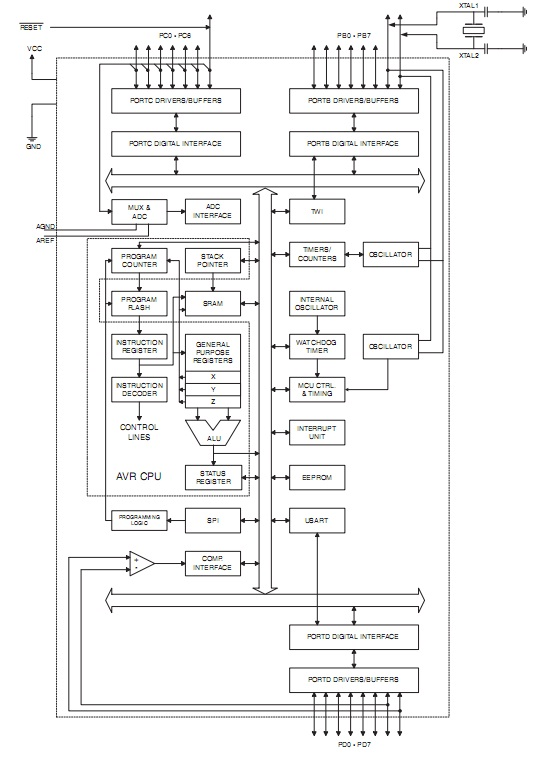 XTAL1
RESET
PC0 - PC6
PB0 - PB7
VCC
XTAL2
PORTC DRIVERS/BUFFERS
PORTB DRIVERS/BUFFERS
PORTC DIGITAL INTERFACE
PORTB DIGITAL INTERFACE
GND
MUX &
ADC
ADC
INTERFACE
TWI
AGND
AREF
PROGRAM
COUNTER
STACK
POINTER
TIMERS/
COUNTERS
OSCILLATOR
PROGRAM
FLASH
SRAM
INTERNAL
OSCILLATOR
INSTRUCTION
REGISTER
GENERAL
PURPOSE
REGISTERS
WATCHDOG
TIMER
OSCILLATOR
X
INSTRUCTION
DECODER
Y
MCU CTRL
& TIMING
Z
CONTROL
LINES
ALU
INTERRUPT
UNIT
AVR CPU
STATUS
REGISTER
EEPROM
PROGRAMMING
LOGIC
SPI
USART
+
-
COMP.
INTERFACE
PORTD DIGITAL INTERFACE
PORTD DRIVERS/BUFFERS
PD0 - PD7